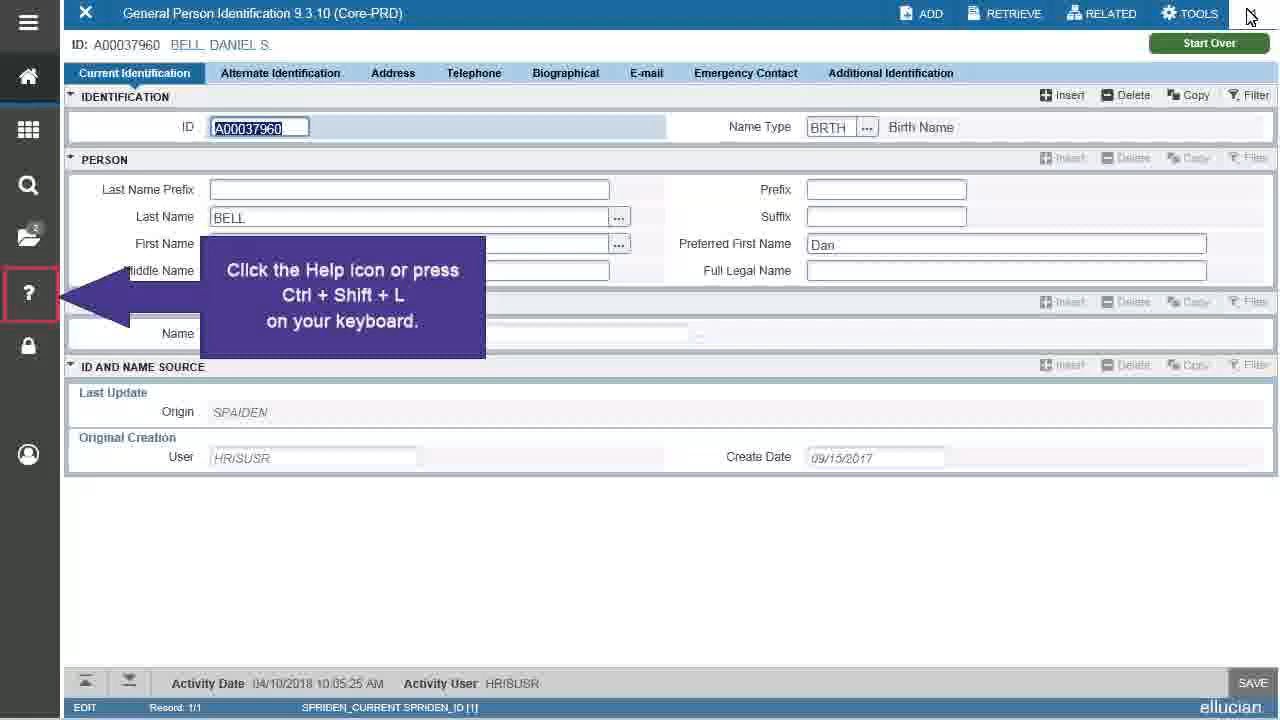 General Person Identification 9.3.10 (Core-PRD)
ADD RETRIEVE RELATED TOOLS
ID: A00037960 BELL, DANIEL S.
Start Over
Current Identification Alternate Identification Address Telephone Biographical E-mail Emergency Contact Additional Identification
IDENTIFICATION Insert Delete Copy Filter
ID A00037960 Name Type BRTH ... Birth Name
PERSON Insert Delete Copy Filter
Last Name Prefix Prefix
Last Name BELL ... Suffix
2
First Name ... Preferred First Name Dan
Middle Name Full Legal Name
Click the Help icon or press
Ctrl + Shift + L
on your keyboard.
?
Insert Delete Copy Filter
Name
ID AND NAME SOURCE Insert Delete Copy Filter
Last Update
Origin SPAIDEN
Original Creation
User HRISUSR Create Date 09/15/2017
Activity Date 04/10/2018 10:05:25 AM Activity User HRISUSR SAVE
EDIT Record: 1/1 SPRIDEN_CURRENT.SPRIDEN_ID [1] ellucian